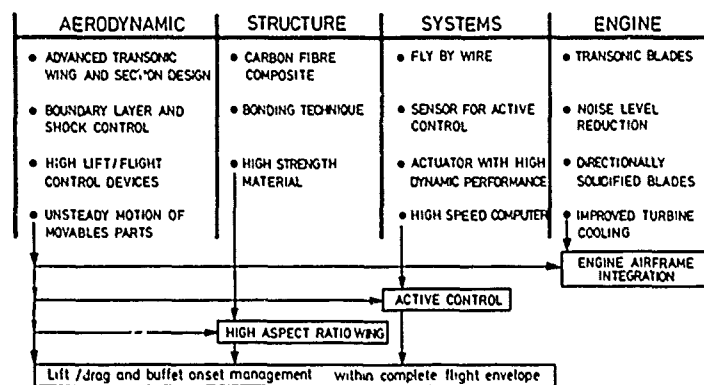 AERODYNAMIC
STRUCTURE
SYSTEMS
ENGINE
• ADVANCED TRANSONIC
WING AND SECTION DESIGN
• BOUNDARY LAYER AND
SHOCK CONTROL
• HIGH LIFT/FLIGHT
CONTROL DEVICES
• UNSTEADY MOTION OF
MOVABLES PARTS
• CARBON FIBRE
COMPOSITE
• BONDING TECHNIQUE
• HIGH STRENGTH
MATERIAL
• FLY BY WIRE
• SENSOR FOR ACTIVE
CONTROL
• ACTUATOR WITH HIGH
DYNAMIC PERFORMANCE
• HIGH SPEED COMPUTER
• TRANSONIC BLADES
• NOISE LEVEL
REDUCTION
• DIRECTIONALLY
SOLIDIFIED BLADES
• IMPROVED TURBINE
COOLING
ENGINE AIRFRAME
INTEGRATION
ACTIVE CONTROL
HIGH ASPECT RATIO WING
Lift/drag and buffet onset management within complete flight envelope